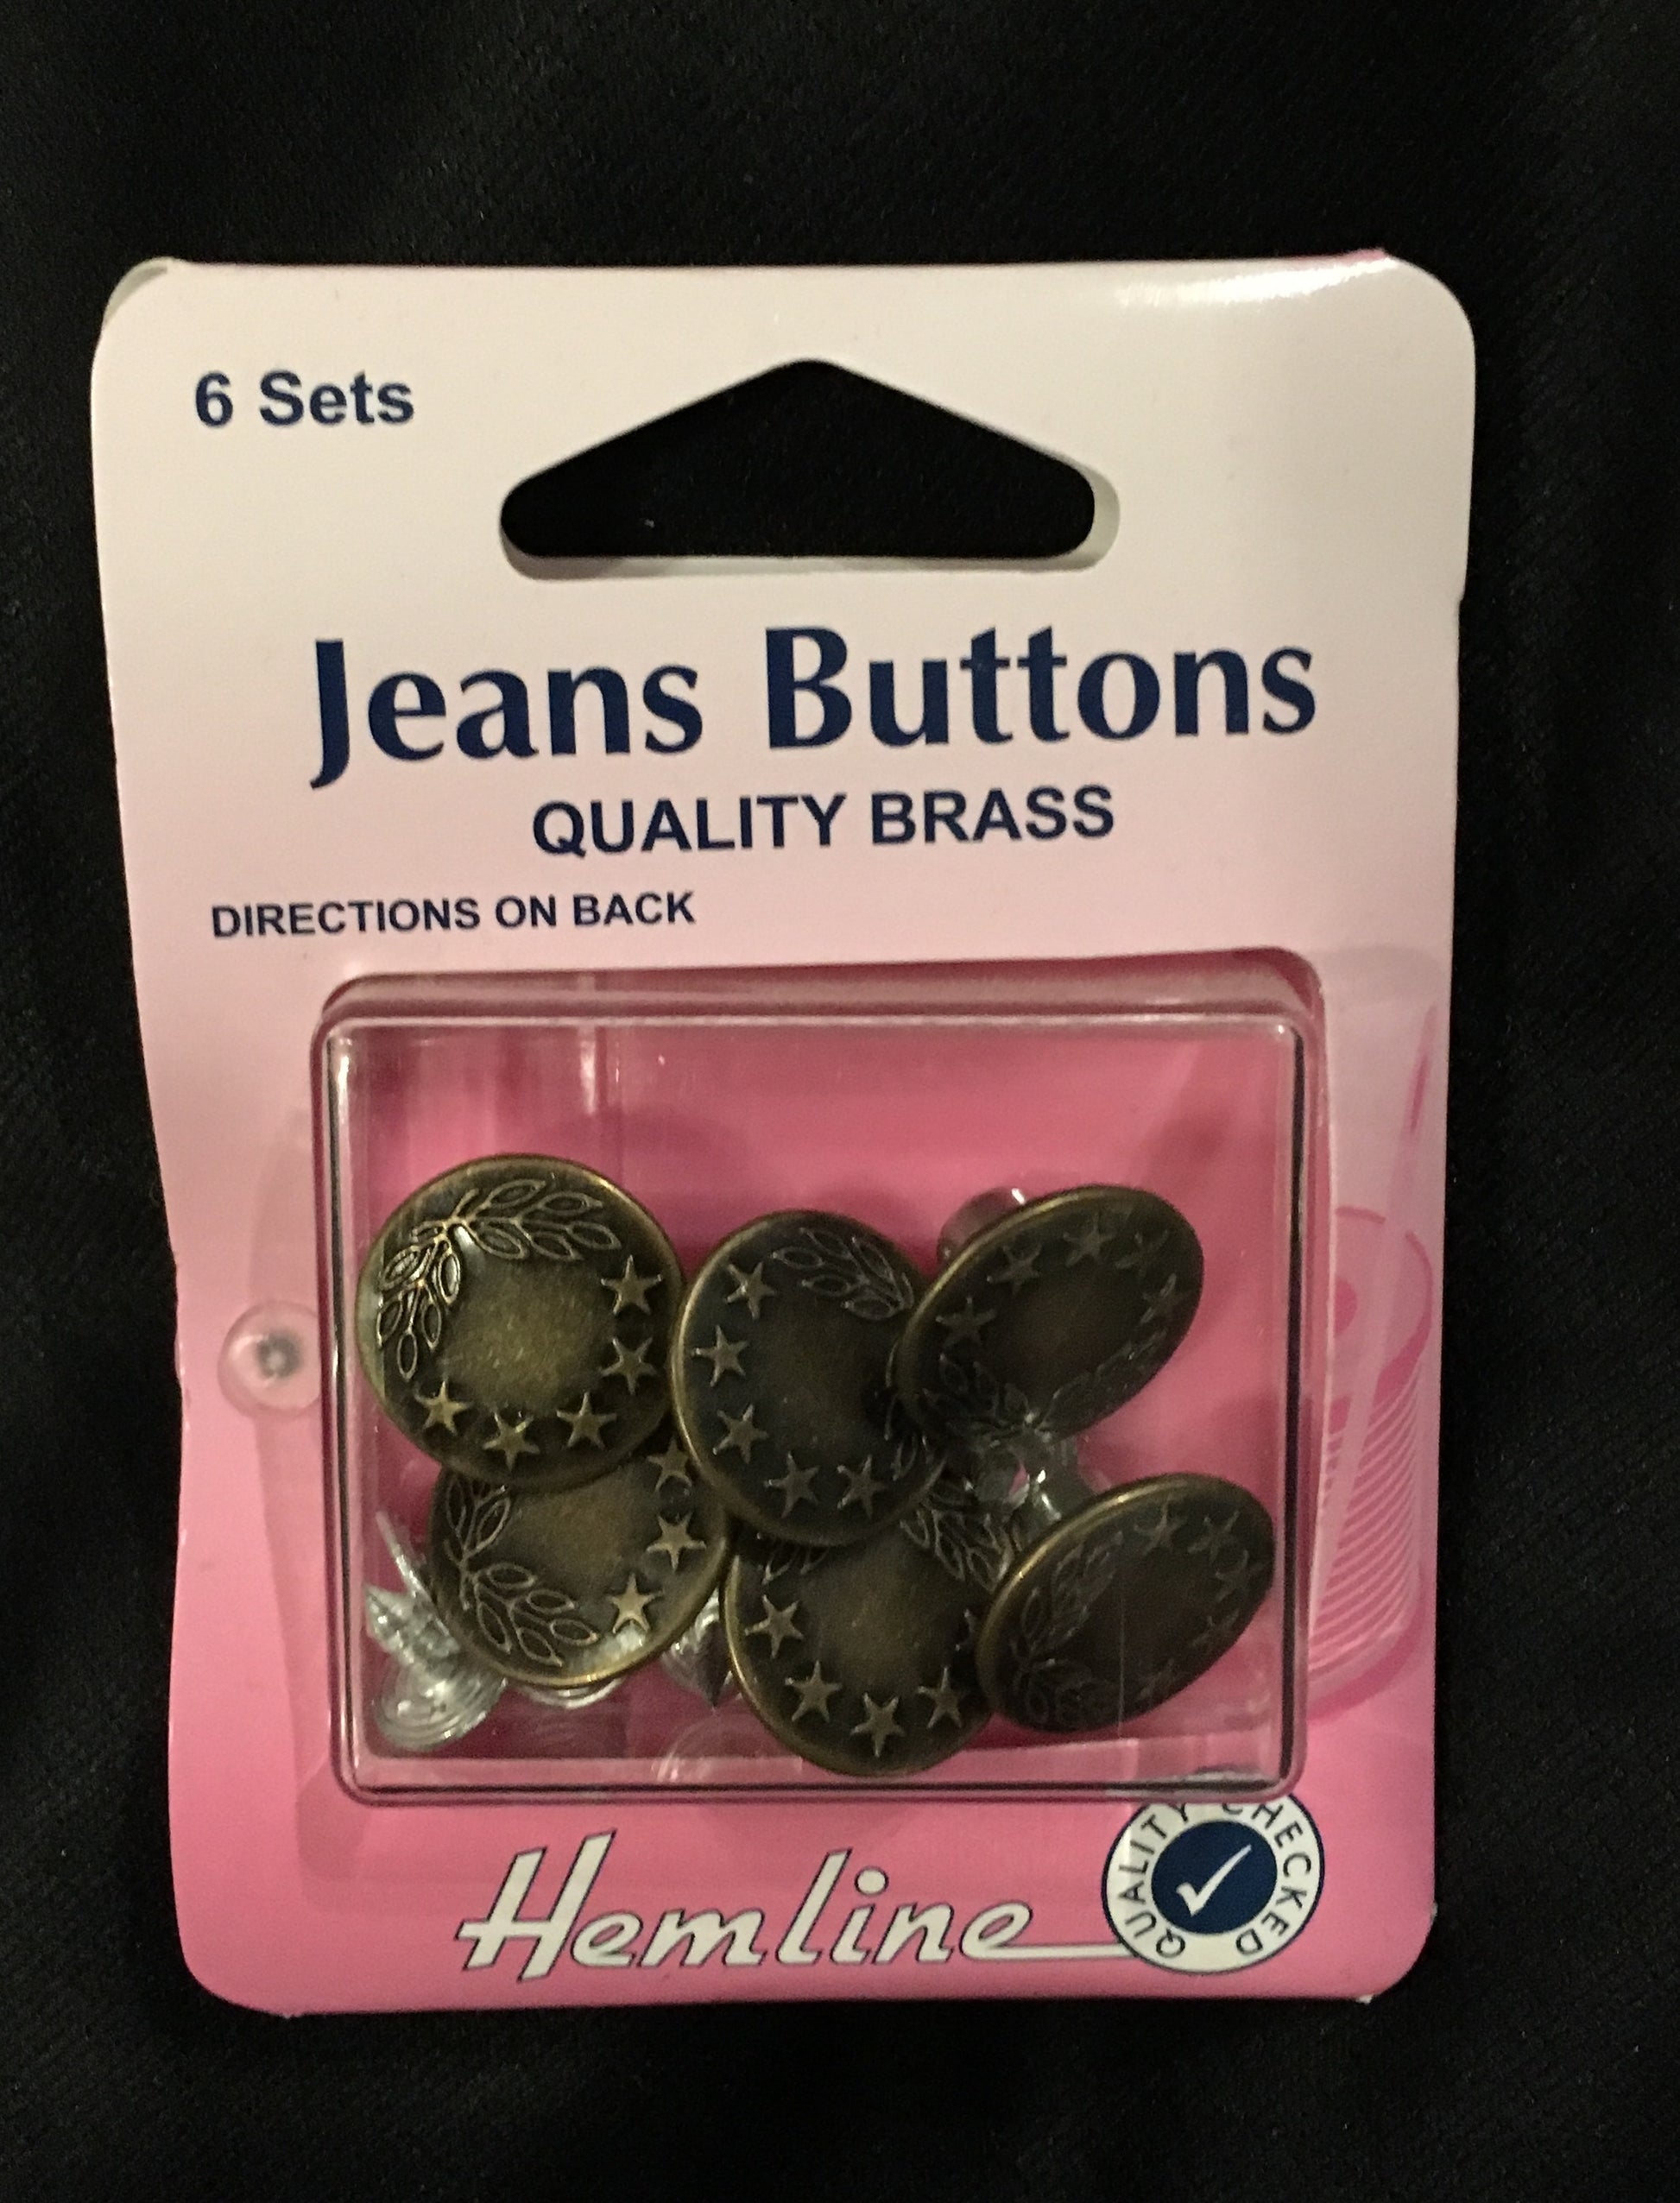 6 Sets
Jeans Buttons
QUALITY BRASS
DIRECTIONS ON BACK
Hemline
QUALITY CHECKED